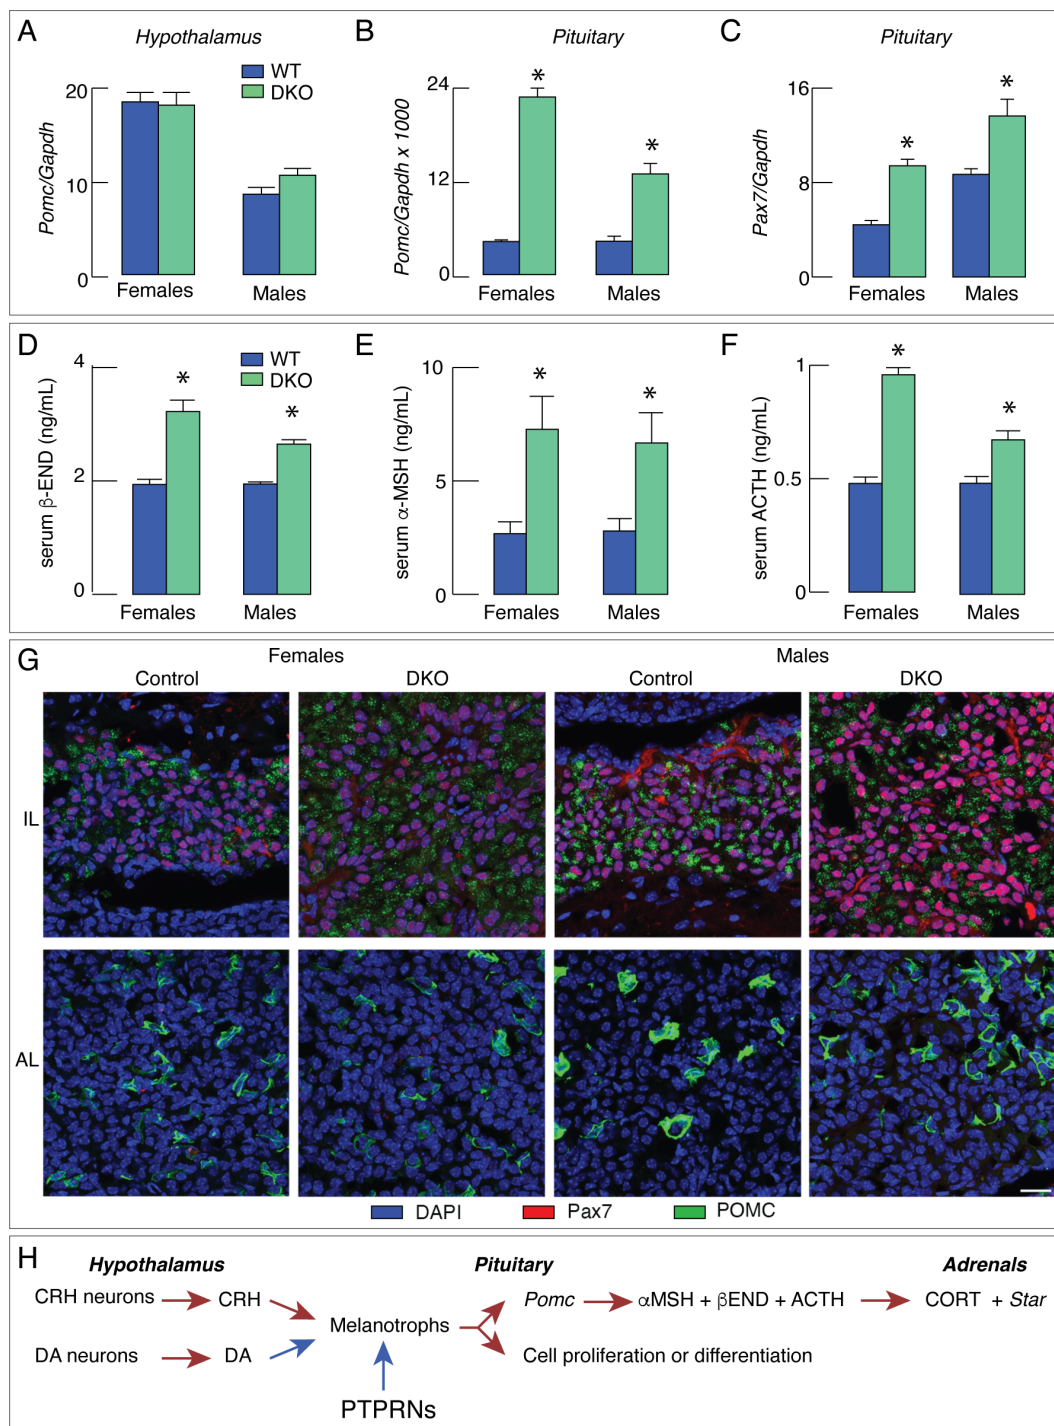 A
Hypothalamus
WT
DKO
20
10
0
Pomc/Gapdh
Females
Males
B
Pituitary
24
12
0
Pomc/Gapdh x 1000
*
*
Females
Males
C
Pituitary
16
8
0
Pax7/Gapdh
*
*
Females
Males
D
WT
DKO
4
2
0
serum β-END (ng/mL)
*
*
Females
Males
E
10
5
0
serum α-MSH (ng/mL)
*
*
Females
Males
F
1
0.5
0
serum ACTH (ng/mL)
*
*
Females
Males
G
Females Males
Control DKO Control DKO
IL
AL
DAPI Pax7 POMC
H
Hypothalamus Pituitary Adrenals
CRH neurons CRH Pomc αMSH + βEND + ACTH CORT + Star
Melanotrophs
DA neurons DA Cell proliferation or differentiation
PTPRNs